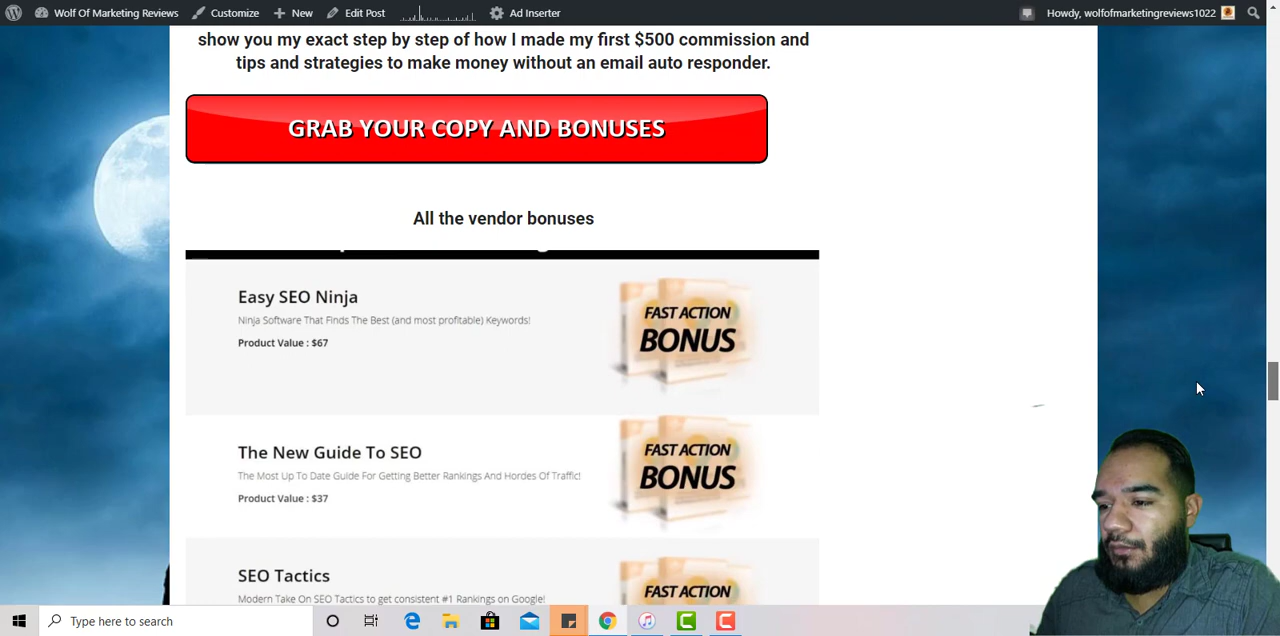 Wolf Of Marketing Reviews Customize New Edit Post Ad Inserter Howdy, wolfofmarketingreviews1022
show you my exact step by step of how I made my first $500 commission and
tips and strategies to make money without an email auto responder.
GRAB YOUR COPY AND BONUSES
All the vendor bonuses
Easy SEO Ninja
Ninja Software That Finds The Best (and most profitable) Keywords!
Product Value : $67
FAST ACTION
BONUS
The New Guide To SEO
The Most Up To Date Guide For Getting Better Rankings And Hordes Of Traffic!
Product Value : $37
FAST ACTION
BONUS
SEO Tactics
Modern Take On SEO Tactics to get consistent #1 Rankings on Google!
FAST ACTION
Type here to search